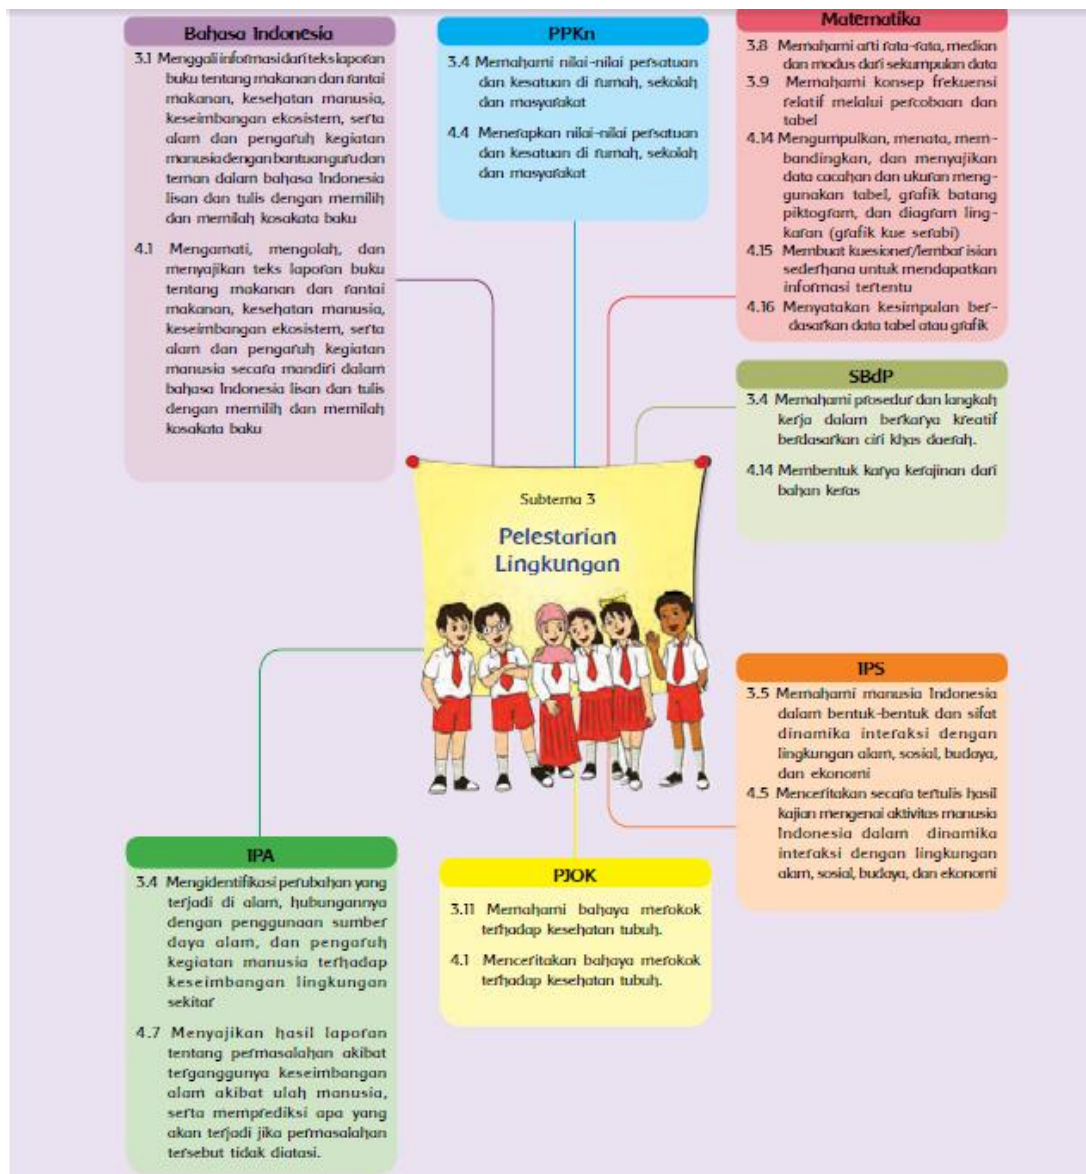 Bahasa Indonesia
3.1 Menggali informasi dari teks laporan
buku tentang makanan dan rantai
makanan, kesehatan manusia,
keseimbangan ekosistem, serta
alam dan pengaruh kegiatan
manusia dengan bantuan guru dan
teman dalam bahasa Indonesia
lisan dan tulis dengan memilih
dan memilah kosakata baku
4.1 Mengamati, mengolah, dan
menyajikan teks laporan buku
tentang makanan dan rantai
makanan, kesehatan manusia,
keseimbangan ekosistem, serta
alam dan pengaruh kegiatan
manusia secara mandiri dalam
bahasa Indonesia lisan dan tulis
dengan memilih dan memilah
kosakata baku
PPKn
3.4 Memahami nilai-nilai persatuan
dan kesatuan di rumah, sekolah
dan masyarakat
4.4 Menerapkan nilai-nilai persatuan
dan kesatuan di rumah, sekolah
dan masyarakat
Matematika
3.8 Memahami arti rata-rata, median
dan modus dari sekumpulan data
3.9 Memahami konsep frekuensi
relatif melalui percobaan dan
tabel
4.14 Mengumpulkan, menata, mem-
bandingkan, dan menyajikan
data cacahan dan ukuran meng-
gunakan tabel, grafik batang
piktogram, dan diagram ling-
karan (grafik kue serabi)
4.15 Membuat kuesioner/lembar isian
sederhana untuk mendapatkan
informasi tertentu
4.16 Menyatakan kesimpulan ber-
dasarkan data tabel atau grafik
SBdP
3.4 Memahami prosedur dan langkah
kerja dalam berkarya kreatif
berdasarkan ciri khas daerah.
4.14 Membentuk karya kerajinan dari
bahan keras
Subtema 3
Pelestarian
Lingkungan
IPS
3.5 Memahami manusia Indonesia
dalam bentuk-bentuk dan sifat
dinamika interaksi dengan
lingkungan alam, sosial, budaya,
dan ekonomi
4.5 Menceritakan secara tertulis hasil
kajian mengenai aktivitas manusia
Indonesia dalam dinamika
interaksi dengan lingkungan
alam, sosial, budaya, dan ekonomi
IPA
3.4 Mengidentifikasi perubahan yang
terjadi di alam, hubungannya
dengan penggunaan sumber
daya alam, dan pengaruh
kegiatan manusia terhadap
keseimbangan lingkungan
sekitar
4.7 Menyajikan hasil laporan
tentang permasalahan akibat
terganggunya keseimbangan
alam akibat ulah manusia,
serta memprediksi apa yang
akan terjadi jika permasalahan
tersebut tidak diatasi.
PJOK
3.11 Memahami bahaya merokok
terhadap kesehatan tubuh.
4.1 Menceritakan bahaya merokok
terhadap kesehatan tubuh.